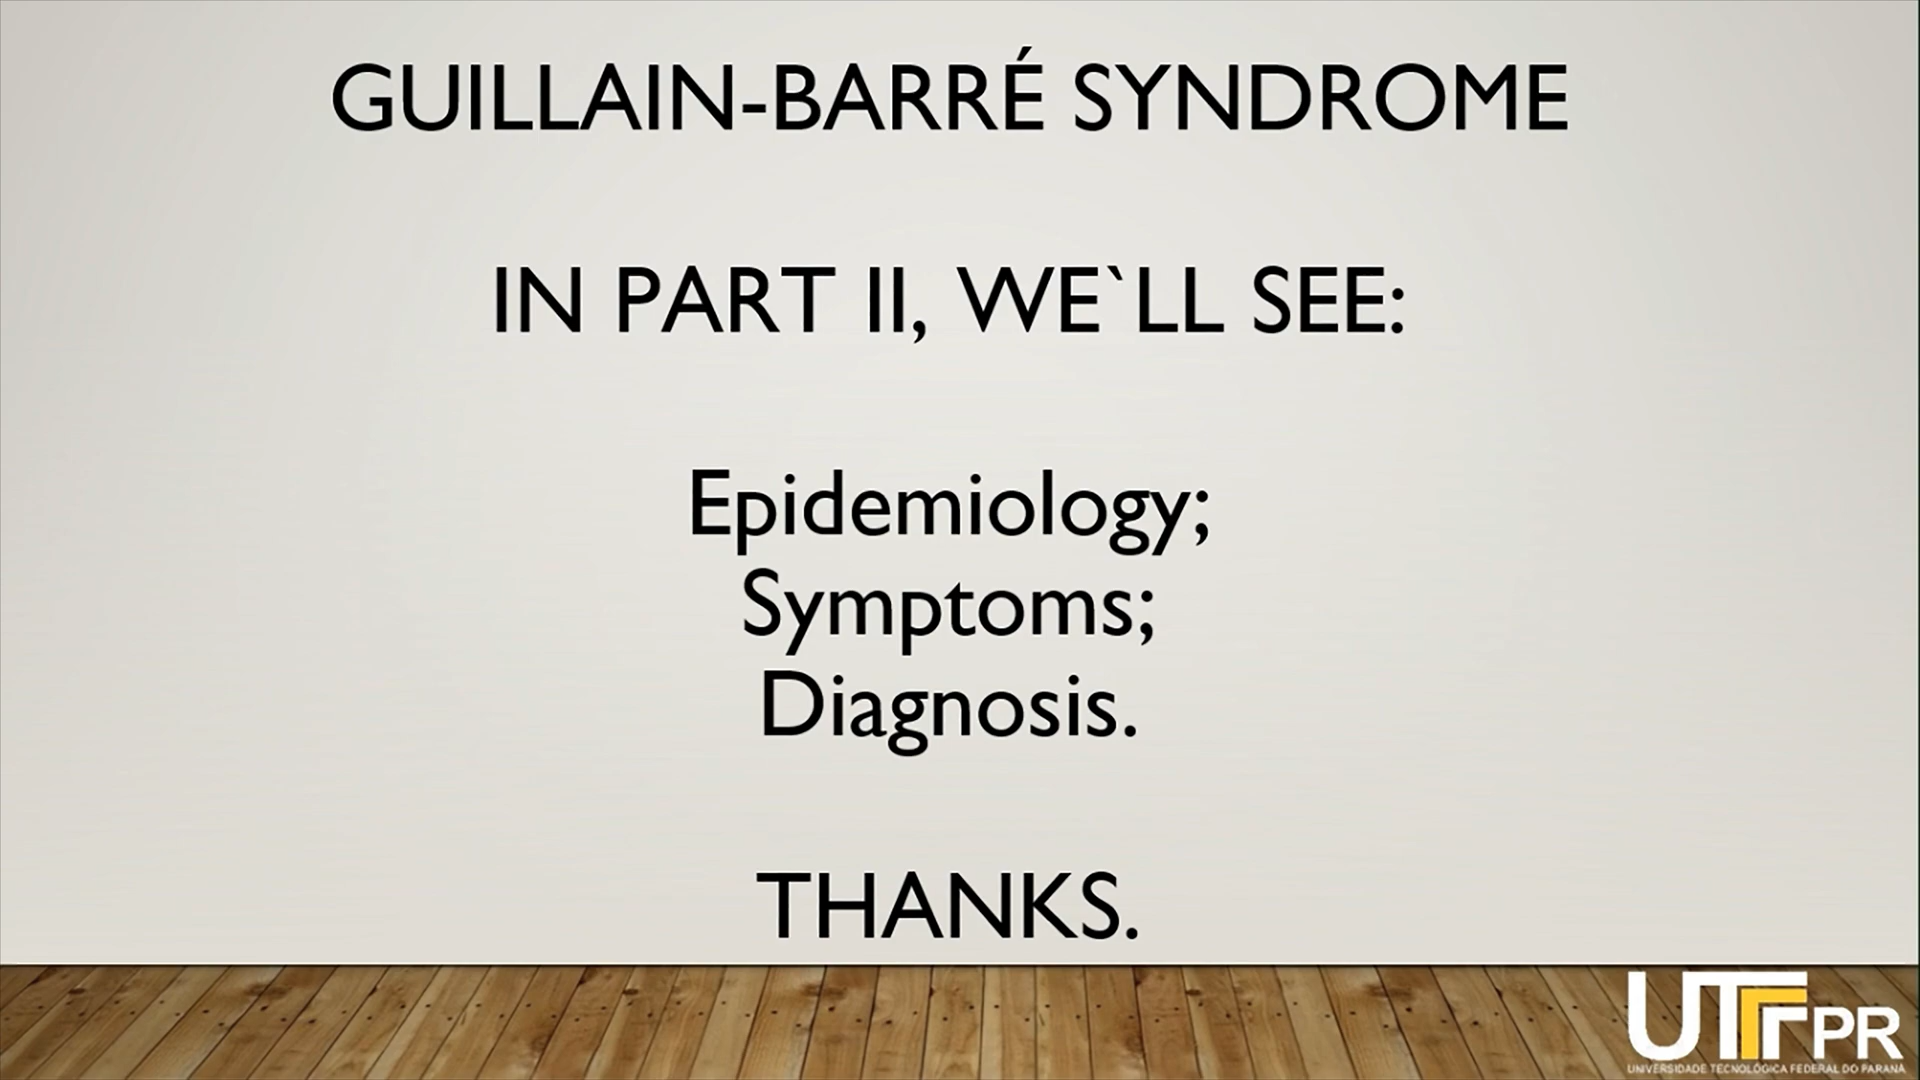 GUILLAIN-BARRÉ SYNDROME
IN PART II, WE`LL SEE:
Epidemiology;
Symptoms;
Diagnosis.
THANKS.
UTFPR
UNIVERSIDADE TECNOLÓGICA FEDERAL DO PARANÁ